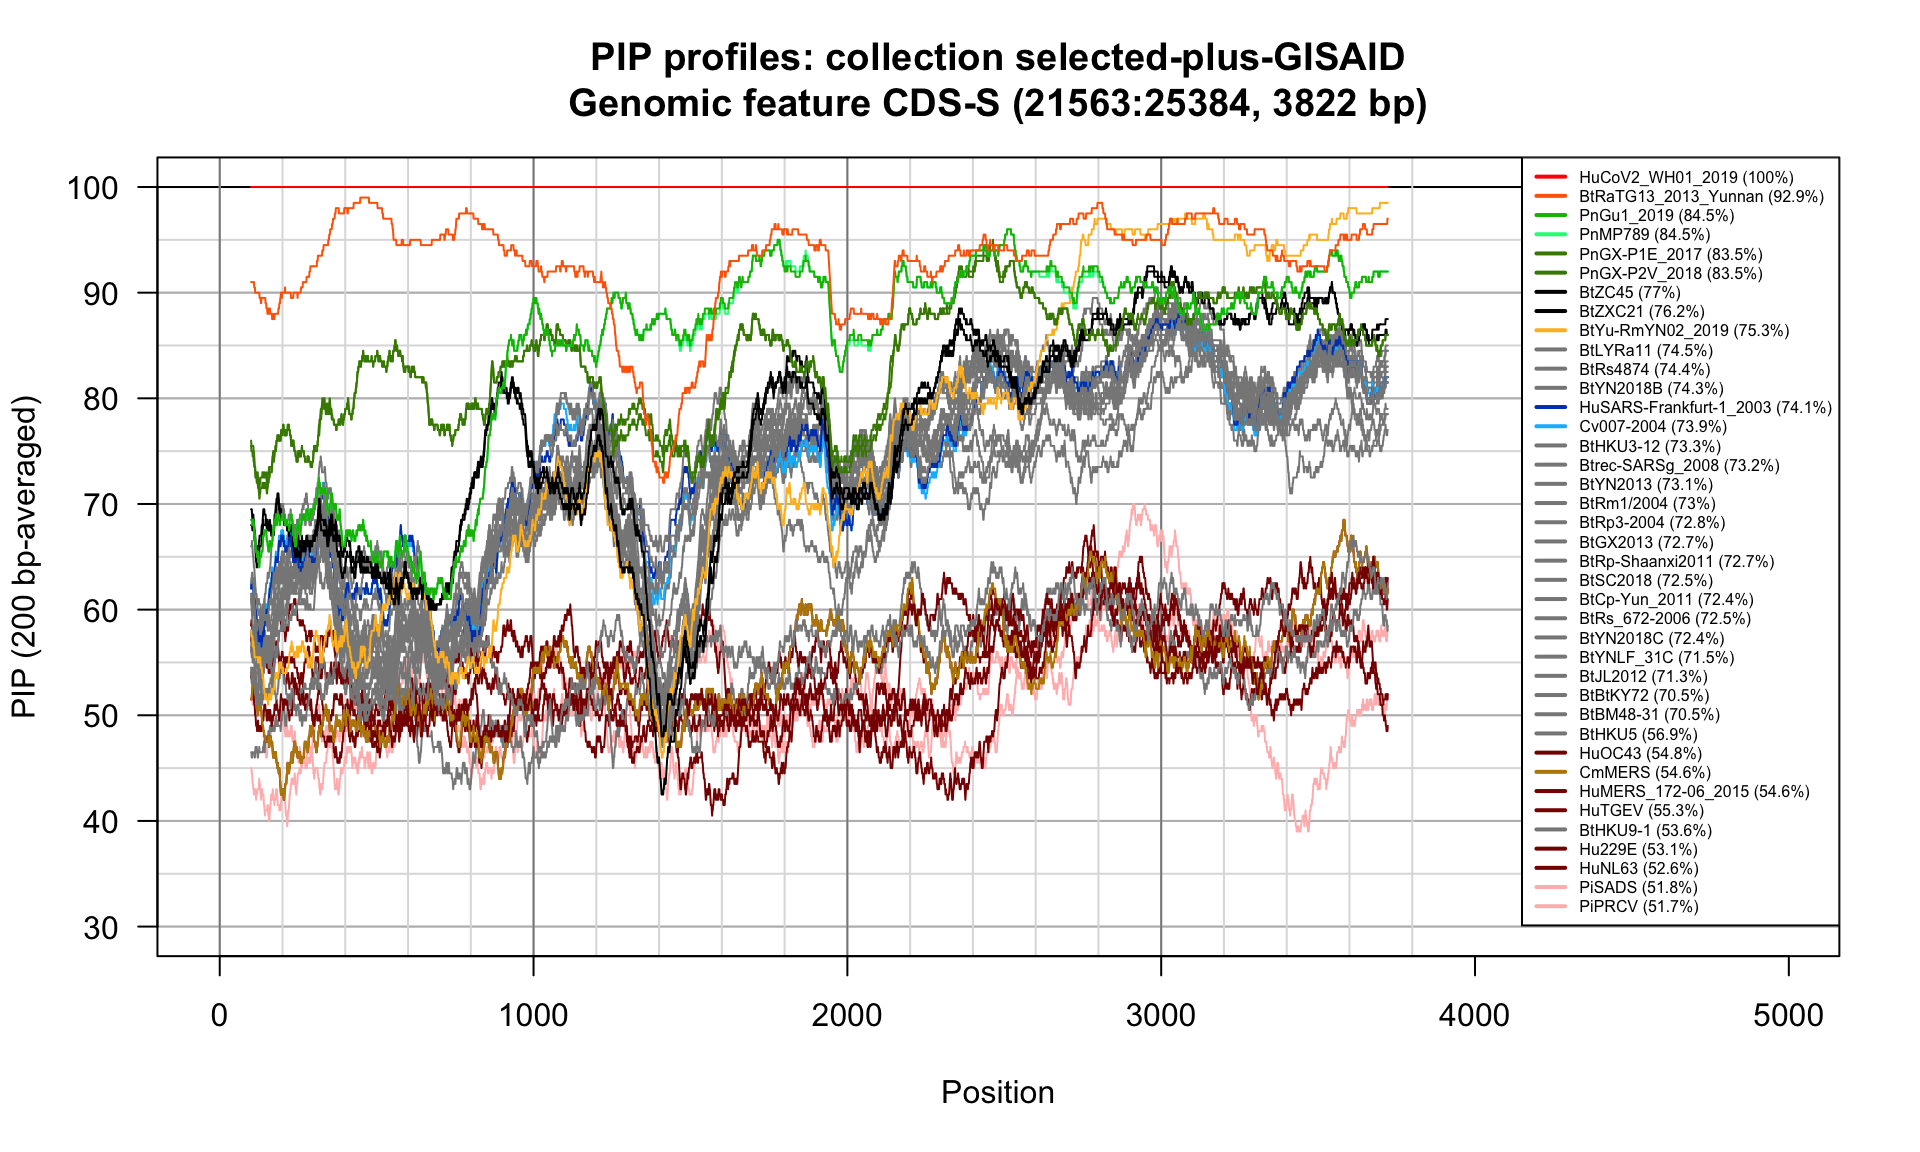 PIP profiles: collection selected-plus-GISAID
Genomic feature CDS-S (21563:25384, 3822 bp)
PIP (200 bp-averaged)
100
90
80
70
60
50
40
30
0
1000
2000
3000
4000
5000
Position
HuCoV2_WH01_2019 (100%)
BtRaTG13_2013_Yunnan (92.9%)
PnGu1_2019 (84.5%)
PnMP789 (84.5%)
PnGX-P1E_2017 (83.5%)
PnGX-P2V_2018 (83.5%)
BtZC45 (77%)
BtZXC21 (76.2%)
BtYu-RmYN02_2019 (75.3%)
BtLYRa11 (74.5%)
BtRs4874 (74.4%)
BtYN2018B (74.3%)
HuSARS-Frankfurt-1_2003 (74.1%)
Cv007-2004 (73.9%)
BtHKU3-12 (73.3%)
Btrec-SARSg_2008 (73.2%)
BtYN2013 (73.1%)
BtRm1/2004 (73%)
BtRp3-2004 (72.8%)
BtGX2013 (72.7%)
BtRp-Shaanxi2011 (72.7%)
BtSC2018 (72.5%)
BtCp-Yun_2011 (72.4%)
BtRs_672-2006 (72.5%)
BtYN2018C (72.4%)
BtYNLF_31C (71.5%)
BtJL2012 (71.3%)
BtBtKY72 (70.5%)
BtBM48-31 (70.5%)
BtHKU5 (56.9%)
HuOC43 (54.8%)
CmMERS (54.6%)
HuMERS_172-06_2015 (54.6%)
HuTGEV (55.3%)
BtHKU9-1 (53.6%)
Hu229E (53.1%)
HuNL63 (52.6%)
PiSADS (51.8%)
PiPRCV (51.7%)